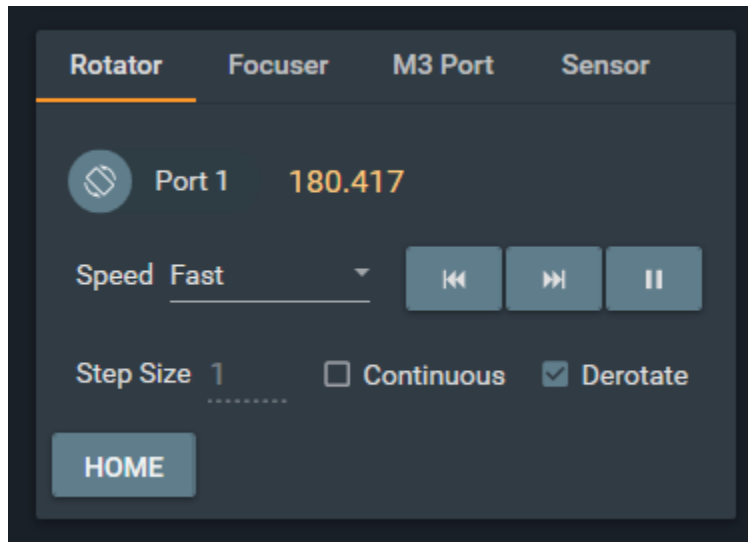 Rotator Focuser M3 Port Sensor
Port 1 180.417
Speed Fast
Step Size 1 Continuous Derotate
HOME